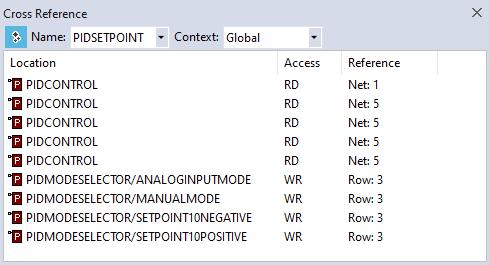 Cross Reference
Name: PIDSETPOINT Context: Global
Location Access Reference
P PIDCONTROL RD Net: 1
P PIDCONTROL RD Net: 5
P PIDCONTROL RD Net: 5
P PIDCONTROL RD Net: 5
P PIDCONTROL RD Net: 5
P PIDMODESELECTOR/ANALOGINPUTMODE WR Row: 3
P PIDMODESELECTOR/MANUALMODE WR Row: 3
P PIDMODESELECTOR/SETPOINT10NEGATIVE WR Row: 3
P PIDMODESELECTOR/SETPOINT10POSITIVE WR Row: 3